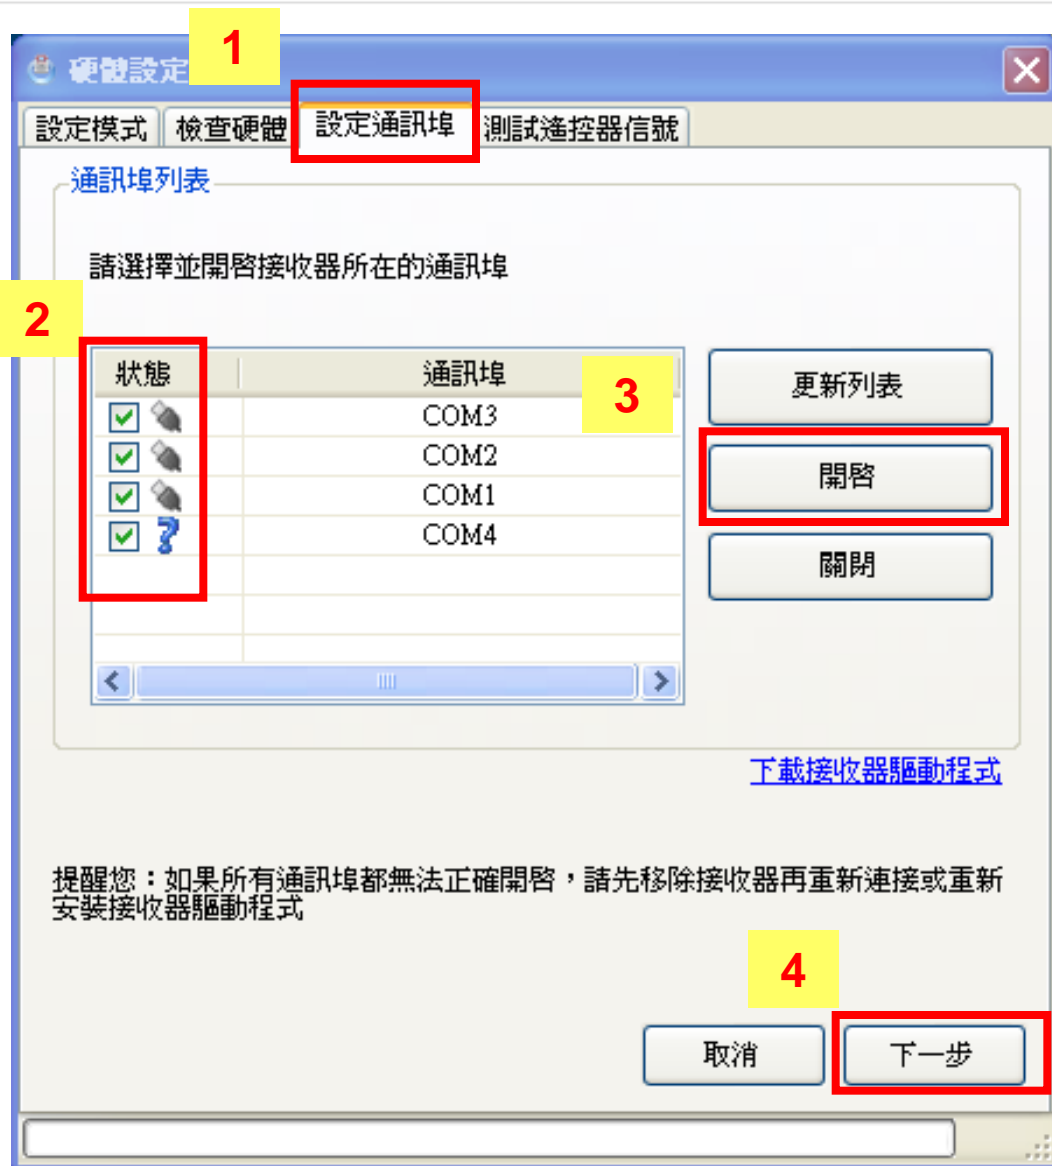 1
硬體設定
設定模式 檢查硬體 設定通訊埠 測試遙控器信號
通訊埠列表
請選擇並開啓接收器所在的通訊埠
2
狀態 通訊埠
3
更新列表
COM3
COM2
開啓
COM1
COM4
關閉
下載接收器驅動程式
提醒您：如果所有通訊埠都無法正確開啓，請先移除接收器再重新連接或重新
安裝接收器驅動程式
4
取消 下一步